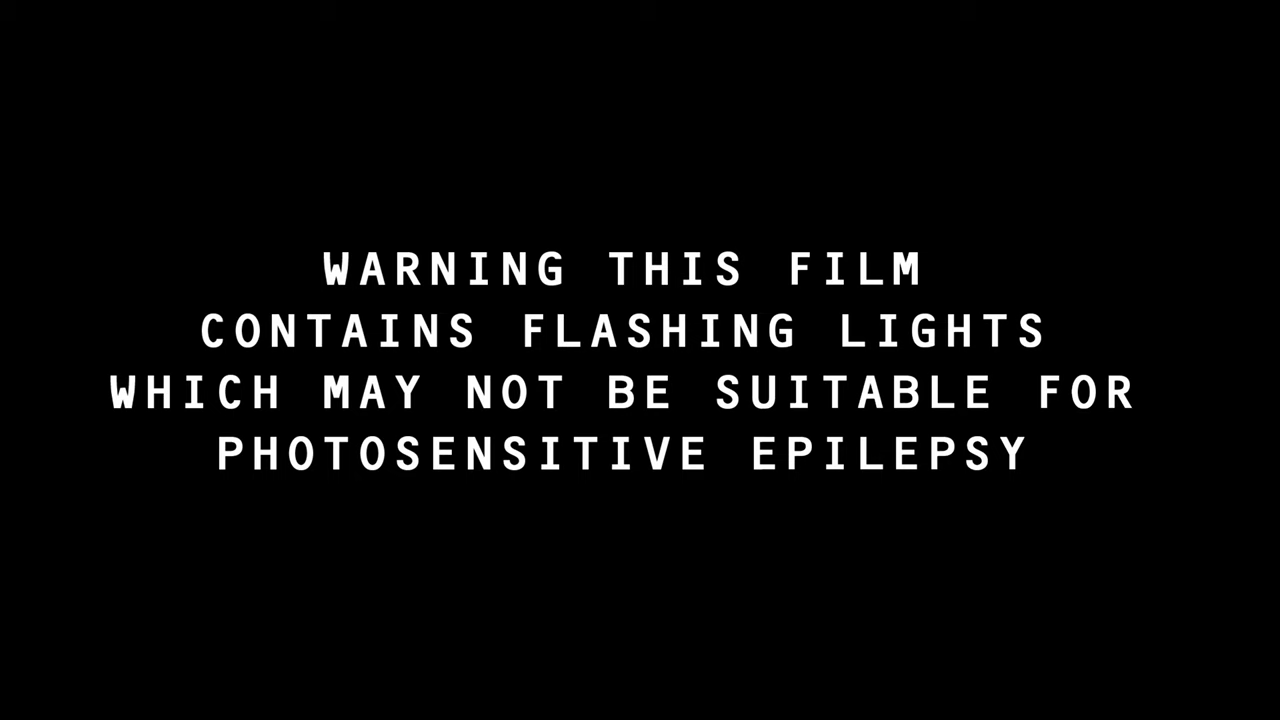 WARNING THIS FILM
CONTAINS FLASHING LIGHTS
WHICH MAY NOT BE SUITABLE FOR
PHOTOSENSITIVE EPILEPSY